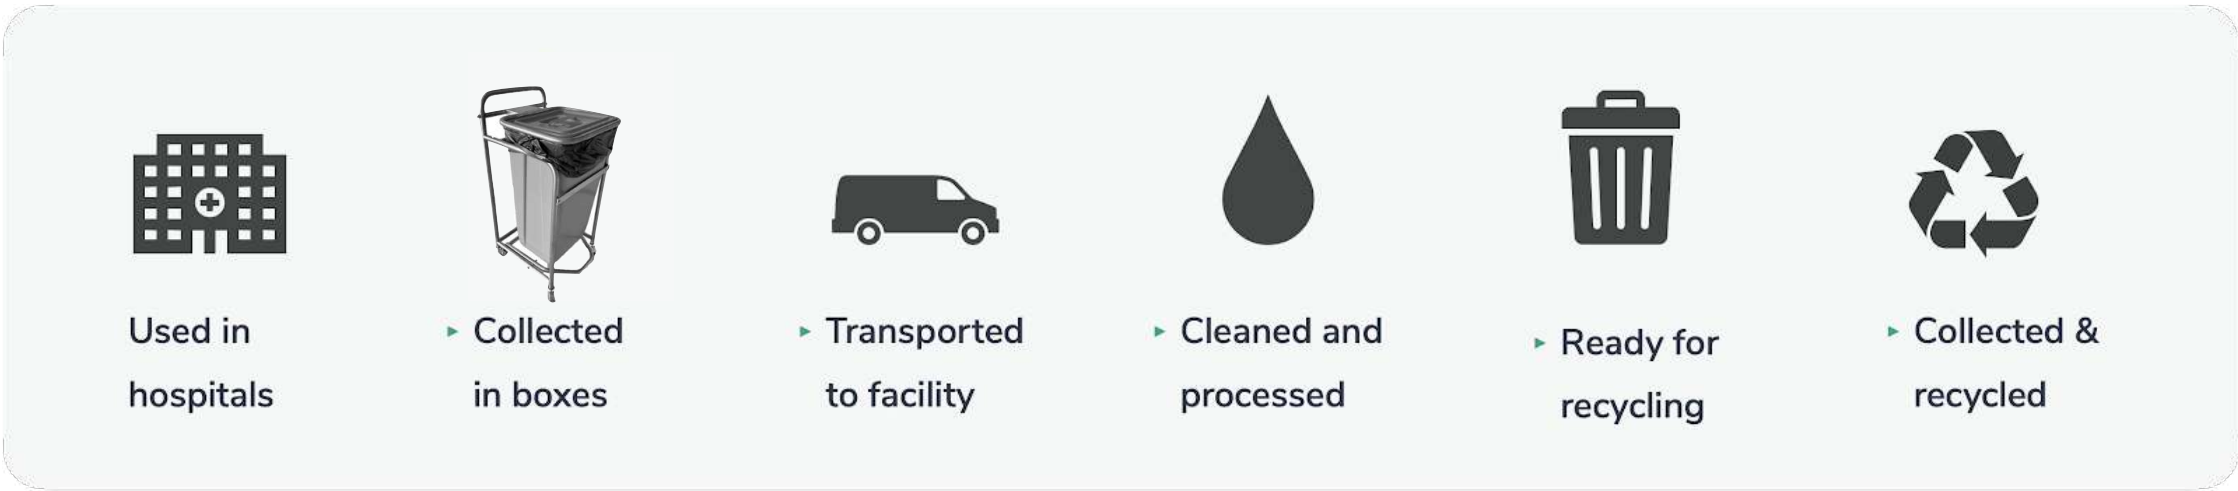 Used in
hospitals
Collected
in boxes
Transported
to facility
Cleaned and
processed
Ready for
recycling
Collected &
recycled